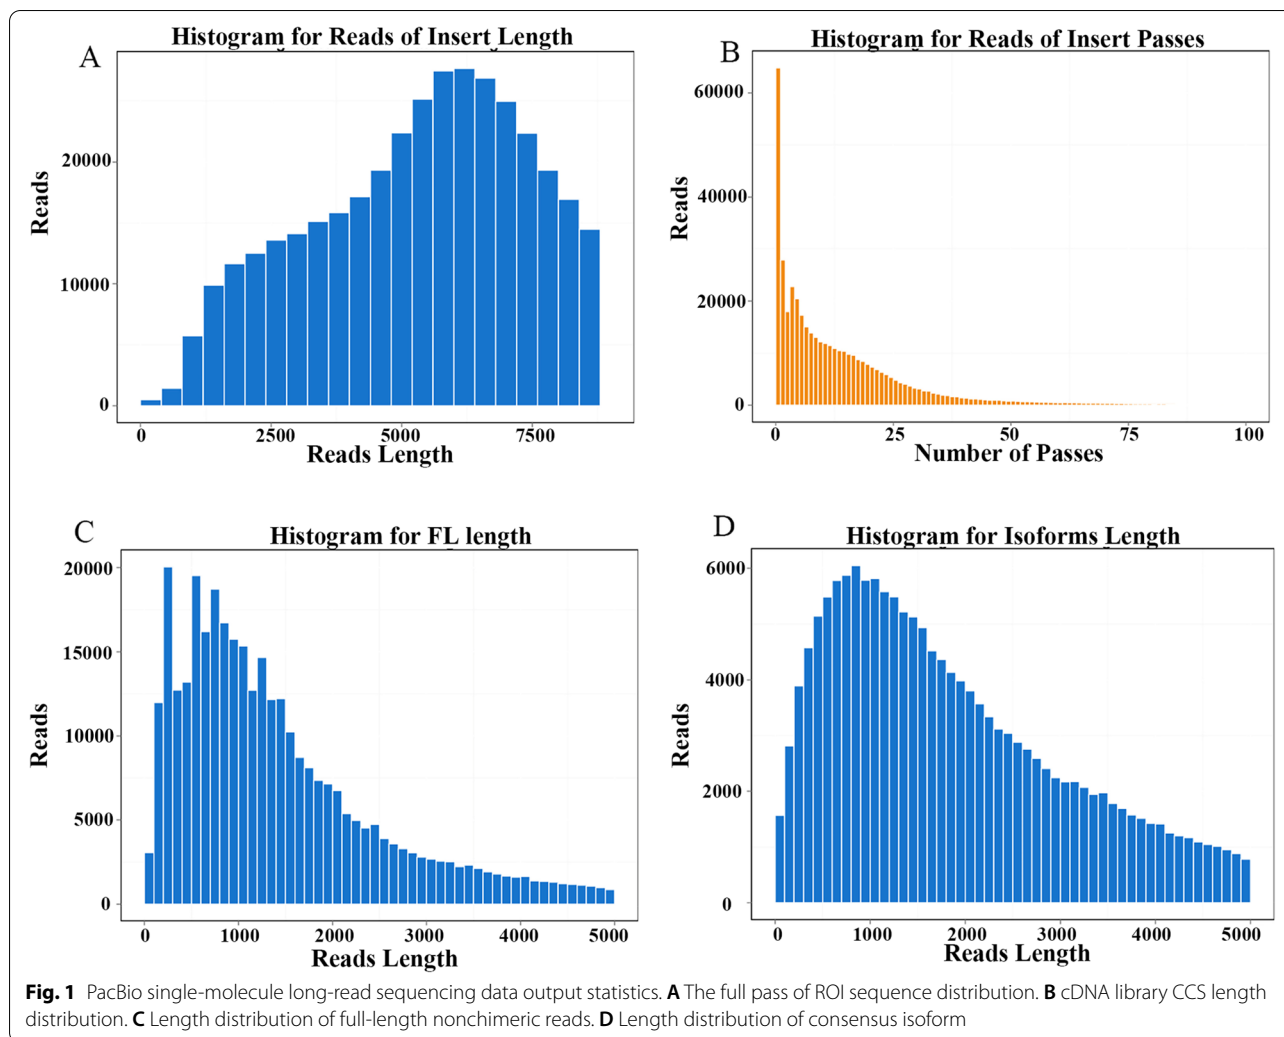 A
Histogram for Reads of Insert Length
Reads
20000
10000
0
0 2500 5000 7500
Reads Length
B
Histogram for Reads of Insert Passes
Reads
60000
40000
20000
0
0 25 50 75 100
Number of Passes
C
Histogram for FL length
Reads
20000
15000
10000
5000
0
0 1000 2000 3000 4000 5000
Reads Length
D
Histogram for Isoforms Length
Reads
6000
4000
2000
0
0 1000 2000 3000 4000 5000
Reads Length
Fig. 1 PacBio single-molecule long-read sequencing data output statistics. A The full pass of ROI sequence distribution. B cDNA library CCS length
distribution. C Length distribution of full-length nonchimeric reads. D Length distribution of consensus isoform